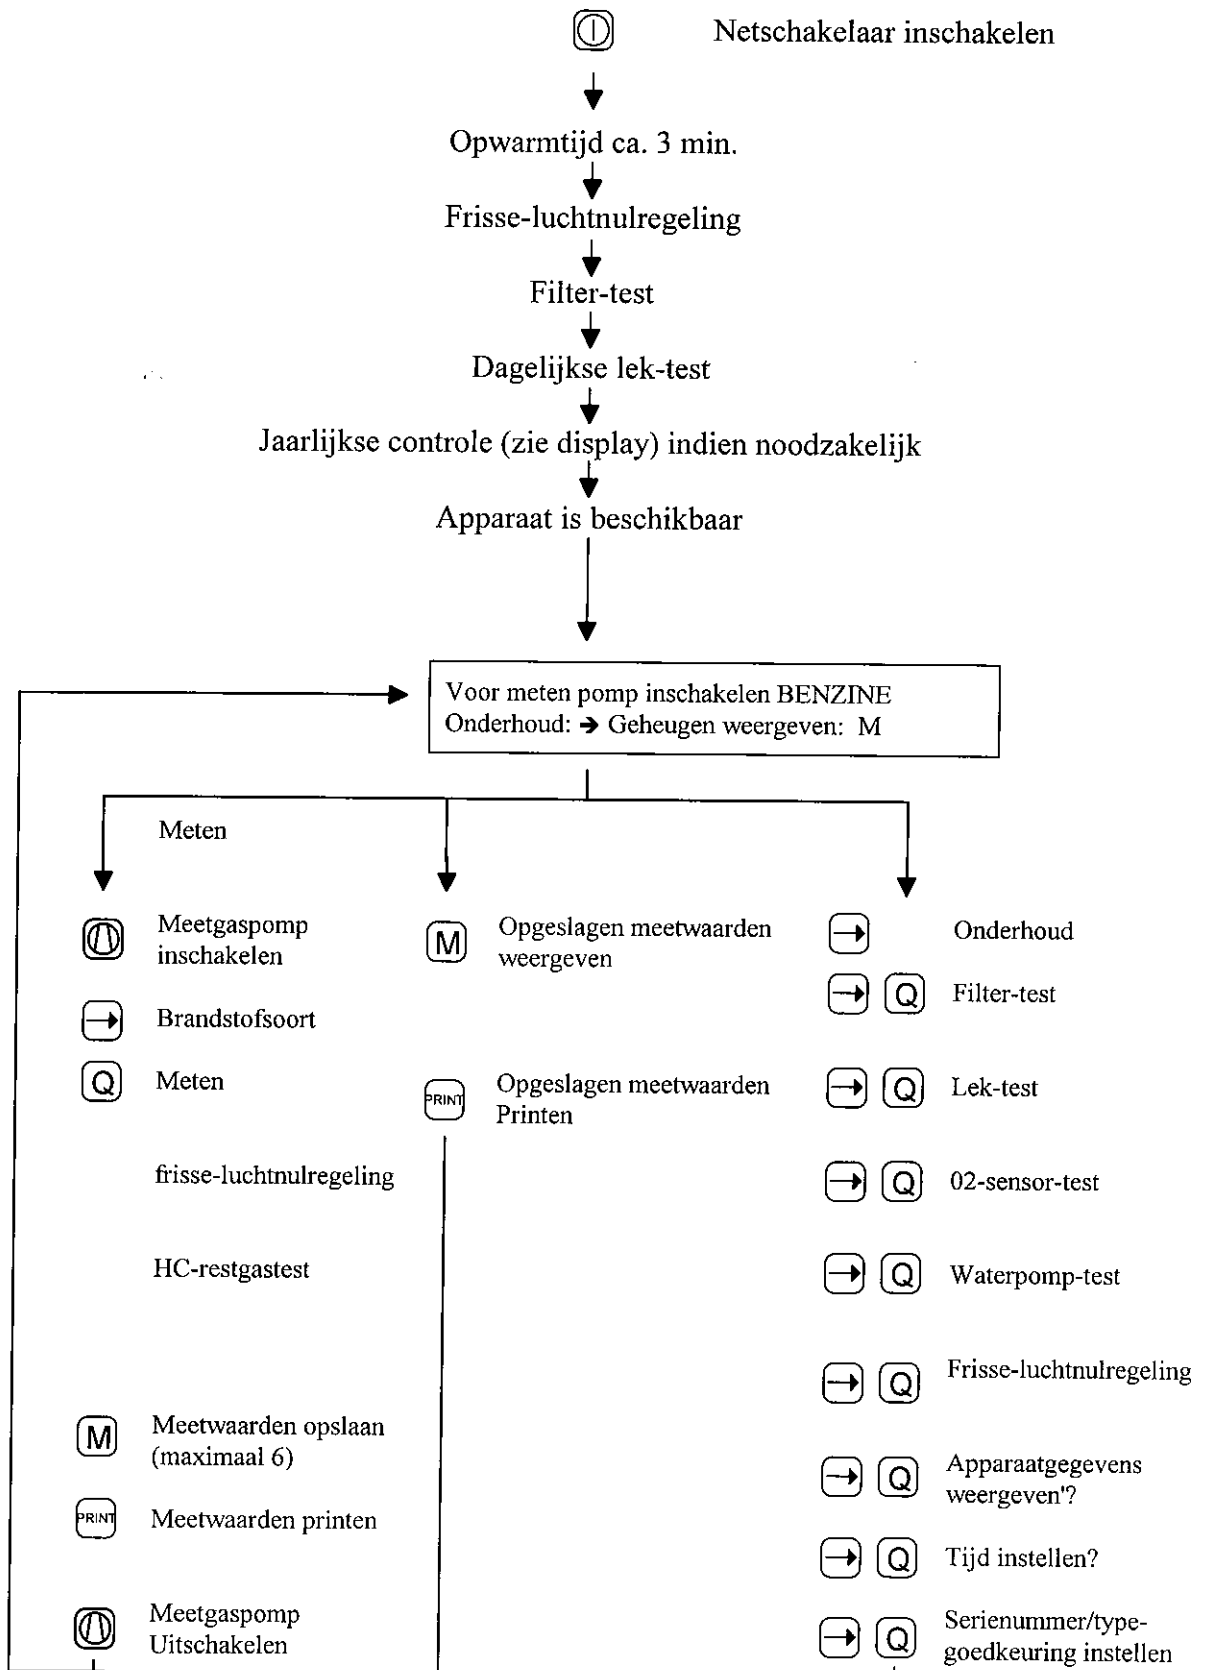 Netschakelaar inschakelen
Opwarmtijd ca. 3 min.
Frisse-luchtnulregeling
Filter-test
Dagelijkse lek-test
Jaarlijkse controle (zie display) indien noodzakelijk
Apparaat is beschikbaar
Voor meten pomp inschakelen BENZINE
Onderhoud: → Geheugen weergeven: M
Meten
Meetgaspomp
inschakelen
→ Brandstofsoort
Q Meten
frisse-luchtnulregeling
HC-restgastest
M Meetwaarden opslaan
(maximaal 6)
PRINT Meetwaarden printen
Meetgaspomp
Uitschakelen
M Opgeslagen meetwaarden
weergeven
PRINT Opgeslagen meetwaarden
Printen
→ Onderhoud
→ Q Filter-test
→ Q Lek-test
→ Q 02-sensor-test
→ Q Waterpomp-test
→ Q Frisse-luchtnulregeling
→ Q Apparaatgegevens
weergeven'?
→ Q Tijd instellen?
→ Q Serienummer/type-
goedkeuring instellen